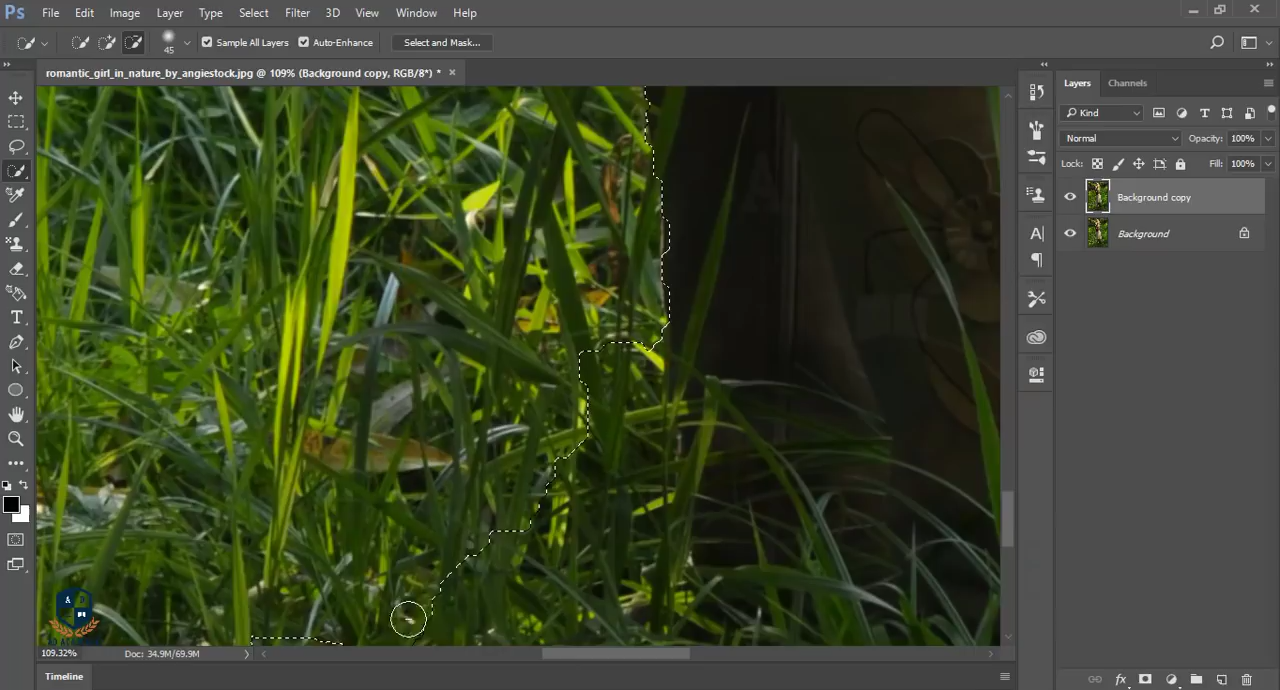 Ps File Edit Image Layer Type Select Filter 3D View Window Help
45 Sample All Layers Auto-Enhance Select and Mask...
romantic_girl_in_nature_by_angiestock.jpg @ 109% (Background copy, RGB/8*) * ×
Layers Channels
Kind
Normal Opacity: 100%
Lock: Fill: 100%
Background copy
Background
109.32% Doc: 34.9M/69.9M
Timeline